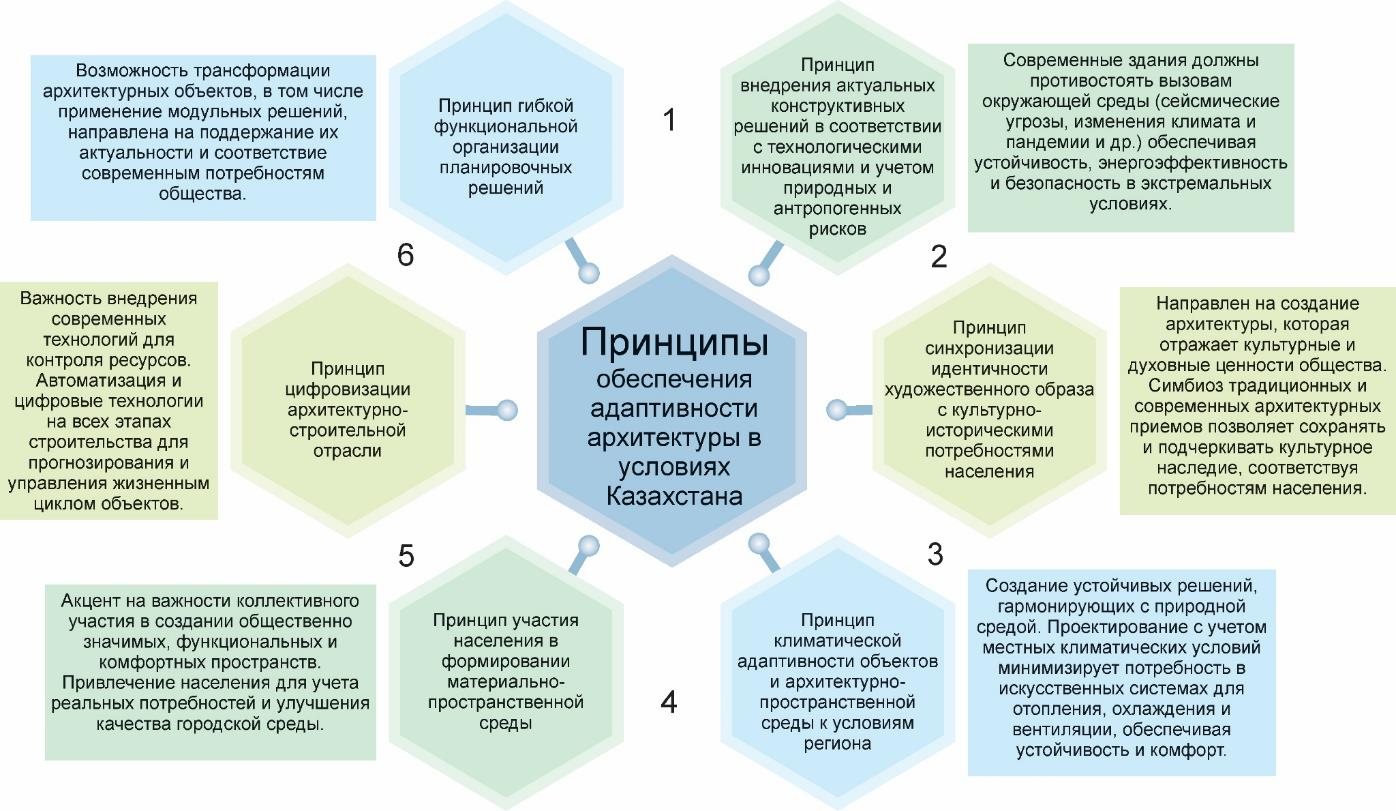 Принципы
обеспечения
адаптивности
архитектуры в
условиях
Казахстана
1
Принцип
внедрения актуальных
конструктивных
решений в соответствии
с технологическими
инновациями и учетом
природных и
антропогенных
рисков
Современные здания должны
противостоять вызовам
окружающей среды (сейсмические
угрозы, изменения климата и
пандемии и др.) обеспечивая
устойчивость, энергоэффективность
и безопасность в экстремальных
условиях.
2
Принцип
синхронизации
идентичности
художественного образа
с культурно-
историческими
потребностями
населения
Направлен на создание
архитектуры, которая
отражает культурные и
духовные ценности общества.
Симбиоз традиционных и
современных архитектурных
приемов позволяет сохранять
и подчеркивать культурное
наследие, соответствуя
потребностям населения.
3
Принцип
климатической
адаптивности объектов
и архитектурно-
пространственной
среды к условиям
региона
Создание устойчивых решений,
гармонирующих с природной
средой. Проектирование с учетом
местных климатических условий
минимизирует потребность в
искусственных системах для
отопления, охлаждения и
вентиляции, обеспечивая
устойчивость и комфорт.
4
Принцип участия
населения в
формировании
материально-
пространственной
среды
Акцент на важности коллективного
участия в создании общественно
значимых, функциональных и
комфортных пространств.
Привлечение населения для учета
реальных потребностей и улучшения
качества городской среды.
5
Принцип
цифровизации
архитектурно-
строительной
отрасли
Важность внедрения
современных
технологий для
контроля ресурсов.
Автоматизация и
цифровые технологии
на всех этапах
строительства для
прогнозирования и
управления жизненным
циклом объектов.
6
Принцип гибкой
функциональной
организации
планировочных
решений
Возможность трансформации
архитектурных объектов, в том числе
применение модульных решений,
направлена на поддержание их
актуальности и соответствие
современным потребностям
общества.